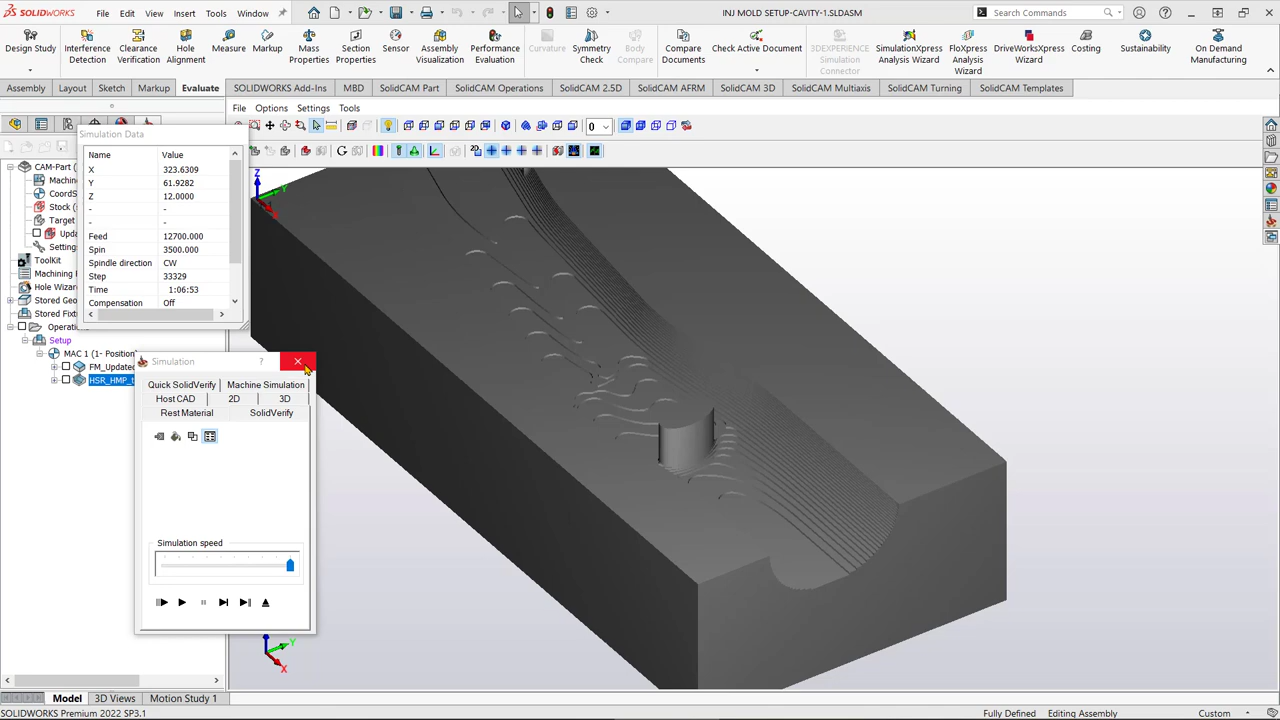 SOLIDWORKS
File Edit View Insert Tools Window
INJ MOLD SETUP-CAVITY-1.SLDASM
Search Commands
Design Study
Interference Detection
Clearance Verification
Hole Alignment
Measure
Markup
Mass Properties
Section Properties
Sensor
Assembly Visualization
Performance Evaluation
Curvature
Symmetry Check
Body Compare
Compare Documents
Check Active Document
3DEXPERIENCE Simulation Connector
SimulationXpress Analysis Wizard
FloXpress Analysis Wizard
DriveWorksXpress Wizard
Costing
Sustainability
On Demand Manufacturing
Assembly Layout Sketch Markup Evaluate SOLIDWORKS Add-Ins MBD SolidCAM Part SolidCAM Operations SolidCAM 2.5D SolidCAM AFRM SolidCAM 3D SolidCAM Multiaxis SolidCAM Turning SolidCAM Templates
File Options Settings Tools
0
2D
Simulation Data
Name Value
X 323.6309
Y 61.9282
Z 12.0000
- -
- -
Feed 12700.000
Spin 3500.000
Spindle direction CW
Step 33329
Time 1:06:53
Compensation Off
CAM-Part (
Machin
CoordS
Stock (
Target
Upda
Setting
ToolKit
Machining
Hole Wiz
Stored Geo
Stored Fixt
Operatio
Setup
MAC 1 (1- Position
FM_Updated
HSR_HMP_t
Simulation ?
Quick SolidVerify Machine Simulation
Host CAD 2D 3D
Rest Material SolidVerify
Simulation speed
Z
Y
Y
X
Model 3D Views Motion Study 1
SOLIDWORKS Premium 2022 SP3.1
Fully Defined Editing Assembly Custom